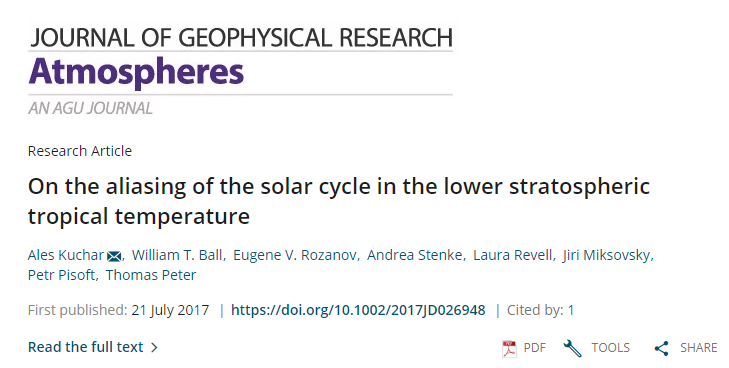 JOURNAL OF GEOPHYSICAL RESEARCH
Atmospheres
AN AGU JOURNAL
Research Article
On the aliasing of the solar cycle in the lower stratospheric
tropical temperature
Ales Kuchar, William T. Ball, Eugene V. Rozanov, Andrea Stenke, Laura Revell, Jiri Miksovsky,
Petr Pisoft, Thomas Peter
First published: 21 July 2017 | https://doi.org/10.1002/2017JD026948 | Cited by: 1
Read the full text > PDF TOOLS SHARE